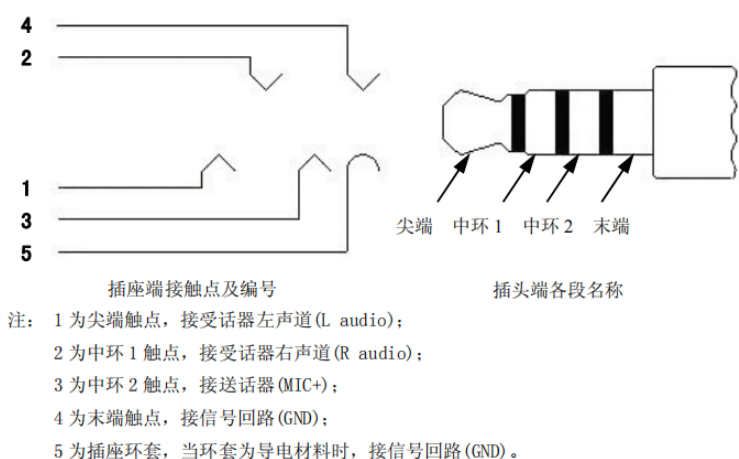 4
2
1
3
5
尖端 中环 1 中环 2 末端
插座端接触点及编号
插头端各段名称
注: 1 为尖端触点，接受话器左声道(L audio);
2 为中环 1 触点，接受话器右声道(R audio);
3 为中环 2 触点，接送话器(MIC+);
4 为末端触点，接信号回路(GND);
5 为插座环套，当环套为导电材料时，接信号回路(GND)。